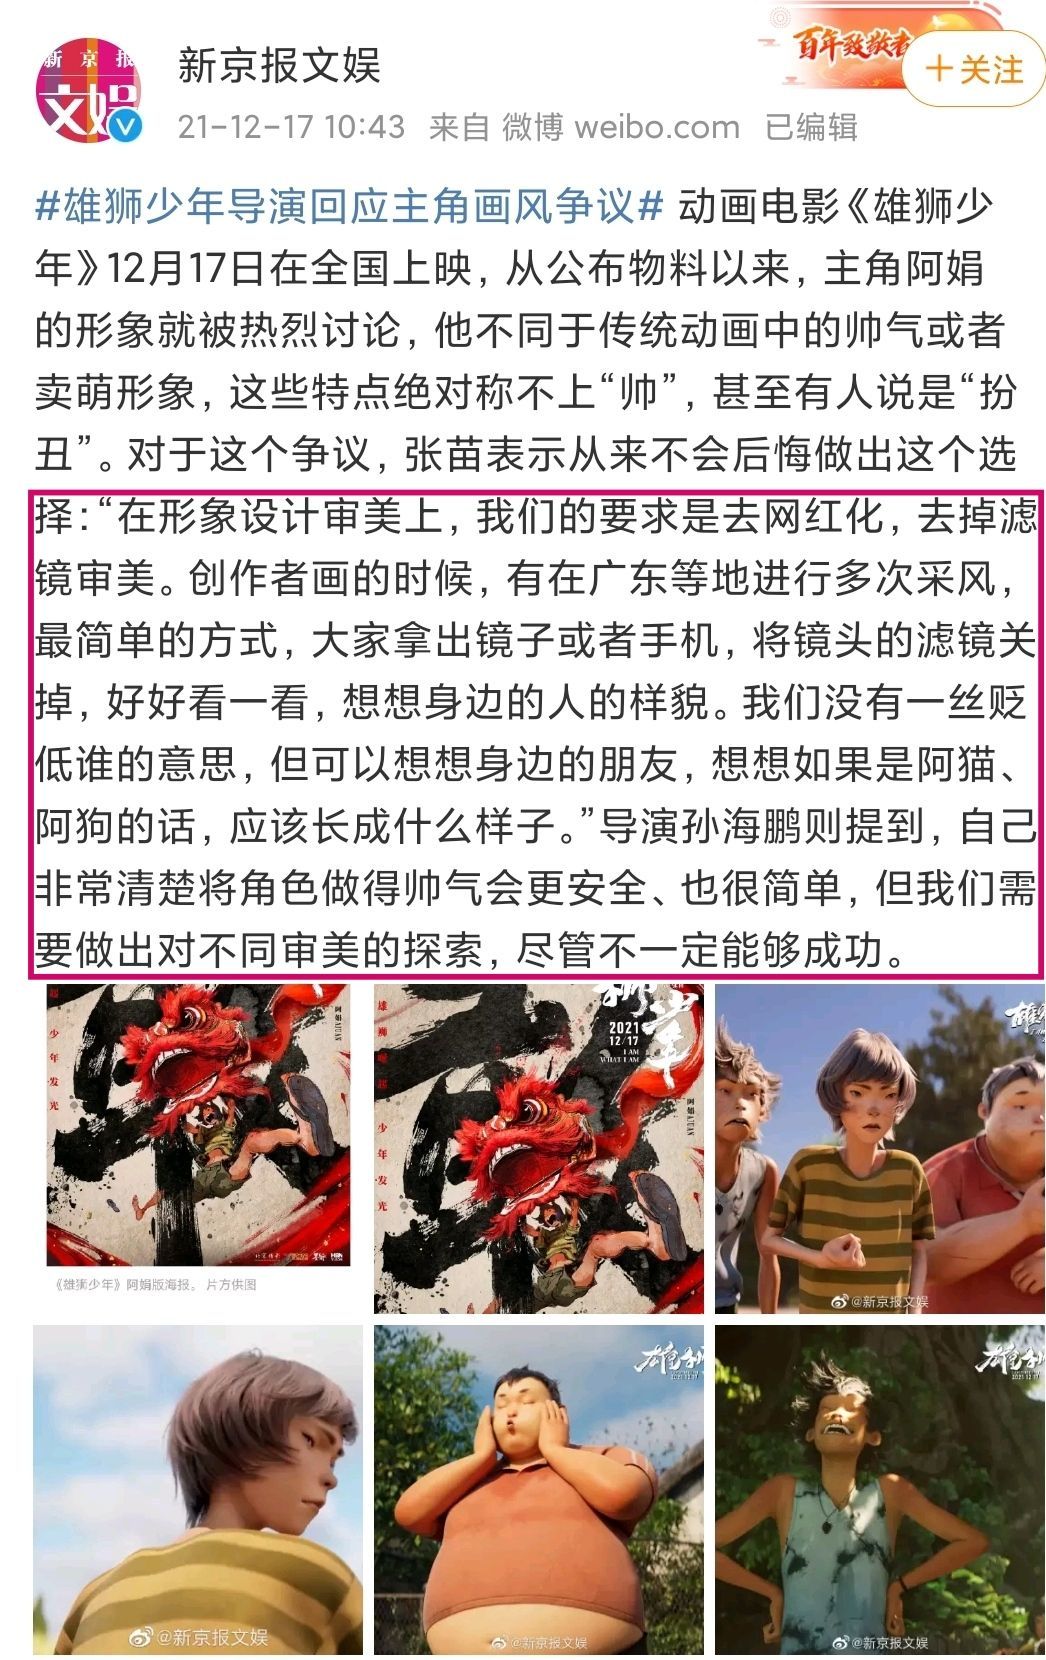 新京报
文娱
新京报文娱
百年致敬者
+关注
21-12-17 10:43 来自 微博 weibo.com 已编辑
#雄狮少年导演回应主角画风争议# 动画电影《雄狮少
年》12月17日在全国上映，从公布物料以来，主角阿娟
的形象就被热烈讨论，他不同于传统动画中的帅气或者
卖萌形象，这些特点绝对称不上“帅”，甚至有人说是“扮
丑”。对于这个争议，张苗表示从来不会后悔做出这个选
择：“在形象设计审美上，我们的要求是去网红化，去掉滤
镜审美。创作者画的时候，有在广东等地进行多次采风，
最简单的方式，大家拿出镜子或者手机，将镜头的滤镜关
掉，好好看一看，想想身边的人的样貌。我们没有一丝贬
低谁的意思，但可以想想身边的朋友，想想如果是阿猫、
阿狗的话，应该长成什么样子。”导演孙海鹏则提到，自己
非常清楚将角色做得帅气会更安全、也很简单，但我们需
要做出对不同审美的探索，尽管不一定能够成功。
少年发光
阿娟 AJUAN
《雄狮少年》阿娟版海报。 片方供图
狮少年
2021
12/17
I AM
WHAT I AM
少年发光
阿娟 AJUAN
@新京报文娱
@新京报文娱
雄狮
2021.12.17
@新京报文娱
雄狮
2021.12.17
@新京报文娱